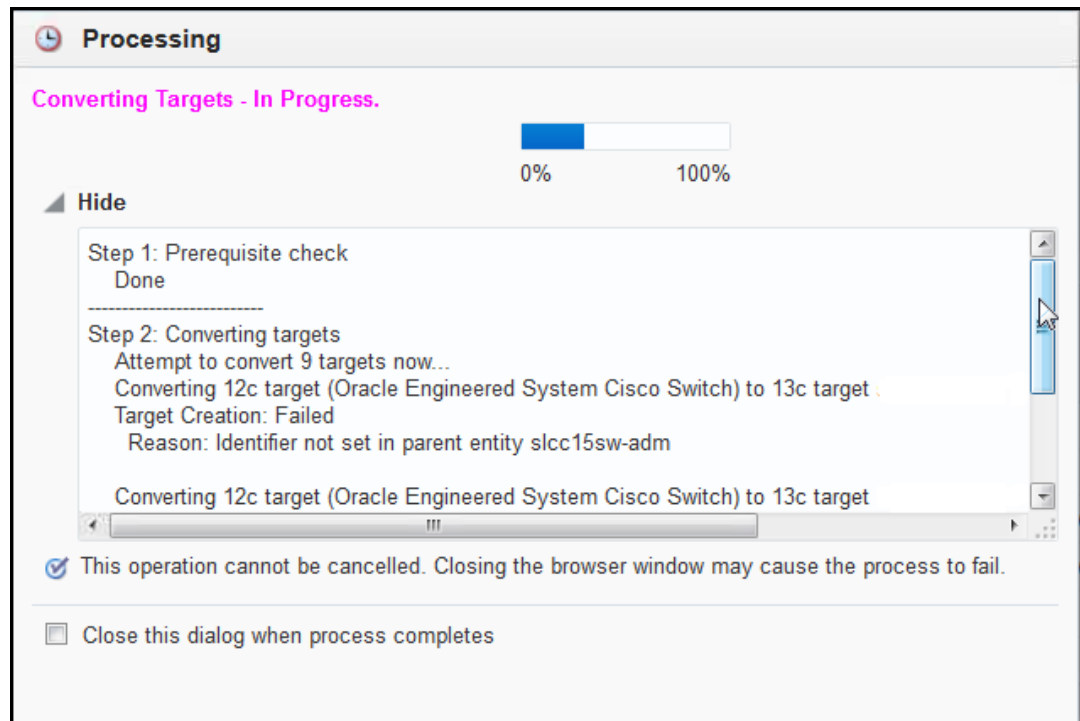 Processing
Converting Targets - In Progress.
0% 100%
Hide
Step 1: Prerequisite check
Done
--------------------------
Step 2: Converting targets
Attempt to convert 9 targets now...
Converting 12c target (Oracle Engineered System Cisco Switch) to 13c target
Target Creation: Failed
Reason: Identifier not set in parent entity slcc15sw-adm
Converting 12c target (Oracle Engineered System Cisco Switch) to 13c target
This operation cannot be cancelled. Closing the browser window may cause the process to fail.
Close this dialog when process completes